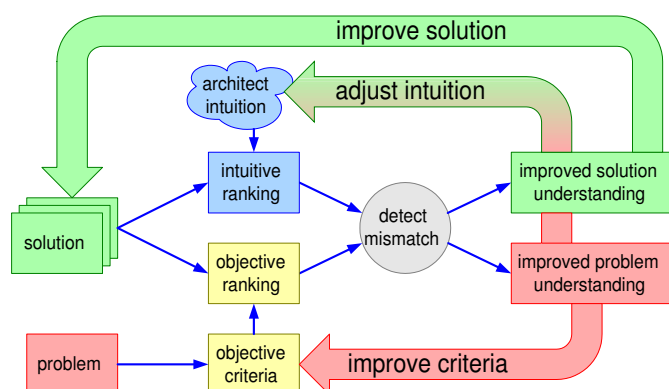 improve solution
architect
intuition
adjust intuition
intuitive
ranking
improved solution
understanding
detect
mismatch
solution
objective
ranking
improved problem
understanding
problem
objective
criteria
improve criteria